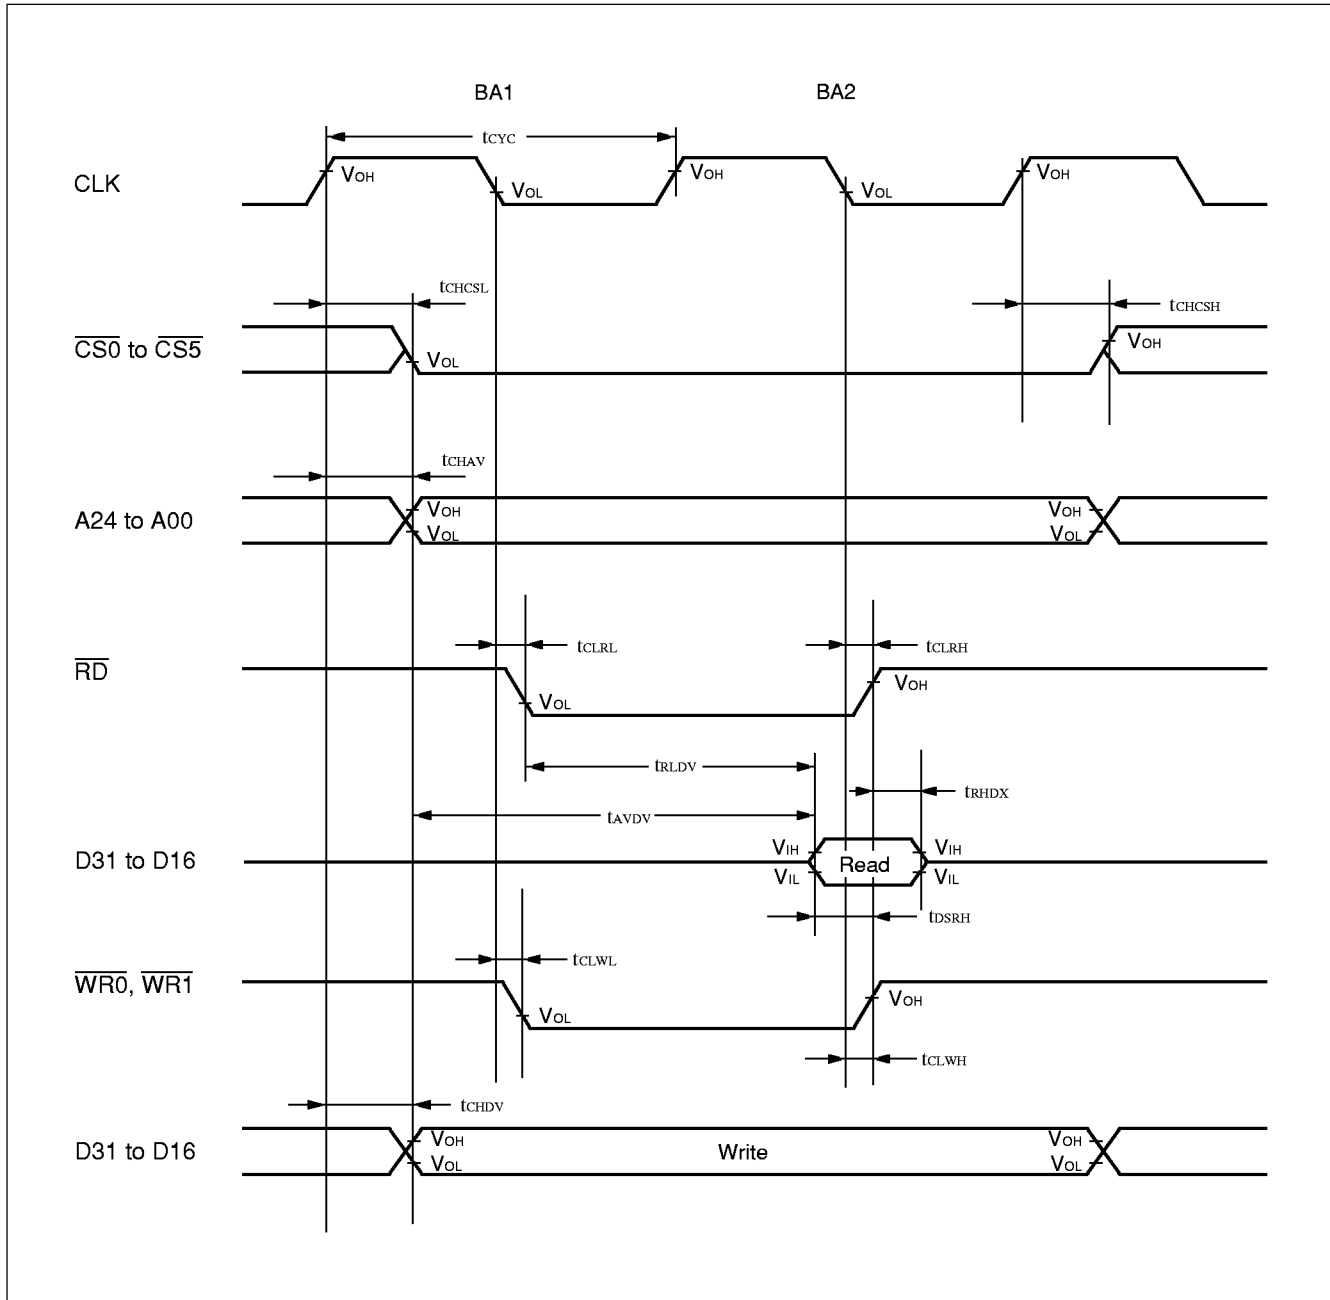 BA1 BA2
tCYC
CLK VOH VOL VOH VOL VOH
tCHCSL tCHCSH
CS0 to CS5 VOL VOH
tCHAV
A24 to A00 VOH VOL VOH VOL
tCLRL tCLRH
RD VOL VOH
tRLDV
tRHDX
tAVDV
D31 to D16 VIH VIL Read VIH VIL
tDSRH
tCLWL
WR0, WR1 VOL VOH
tCLWH
tCHDV
D31 to D16 VOH VOL Write VOH VOL